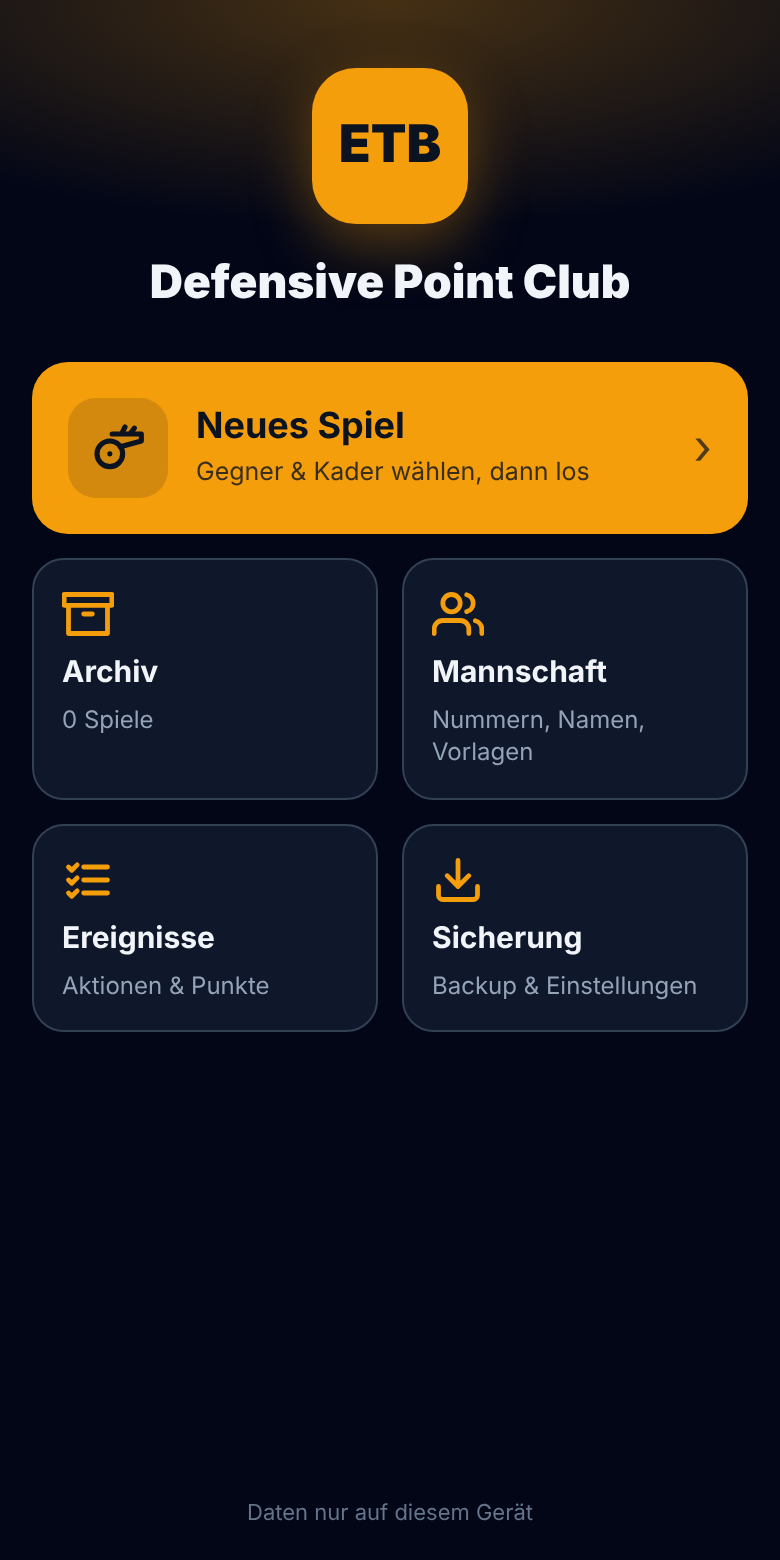 ETB
Defensive Point Club
Neues Spiel
Gegner & Kader wählen, dann los
Archiv
0 Spiele
Mannschaft
Nummern, Namen,
Vorlagen
Ereignisse
Aktionen & Punkte
Sicherung
Backup & Einstellungen
Daten nur auf diesem Gerät